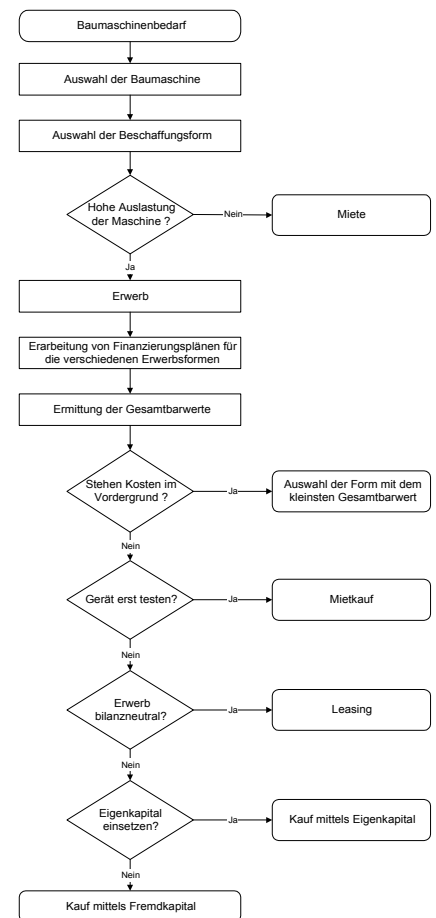 Baumaschinenbedarf
Auswahl der Baumaschine
Auswahl der Beschaffungsform
Hohe Auslastung
der Maschine ?
Nein
Miete
Ja
Erwerb
Erarbeitung von Finanzierungsplänen für
die verschiedenen Erwerbsformen
Ermittung der Gesamtbarwerte
Stehen Kosten im
Vordergrund ?
Ja
Auswahl der Form mit dem
kleinsten Gesamtbarwert
Nein
Gerät erst testen?
Ja
Mietkauf
Nein
Erwerb
bilanzneutral?
Ja
Leasing
Nein
Eigenkapital
einsetzen?
Ja
Kauf mittels Eigenkapital
Nein
Kauf mittels Fremdkapital